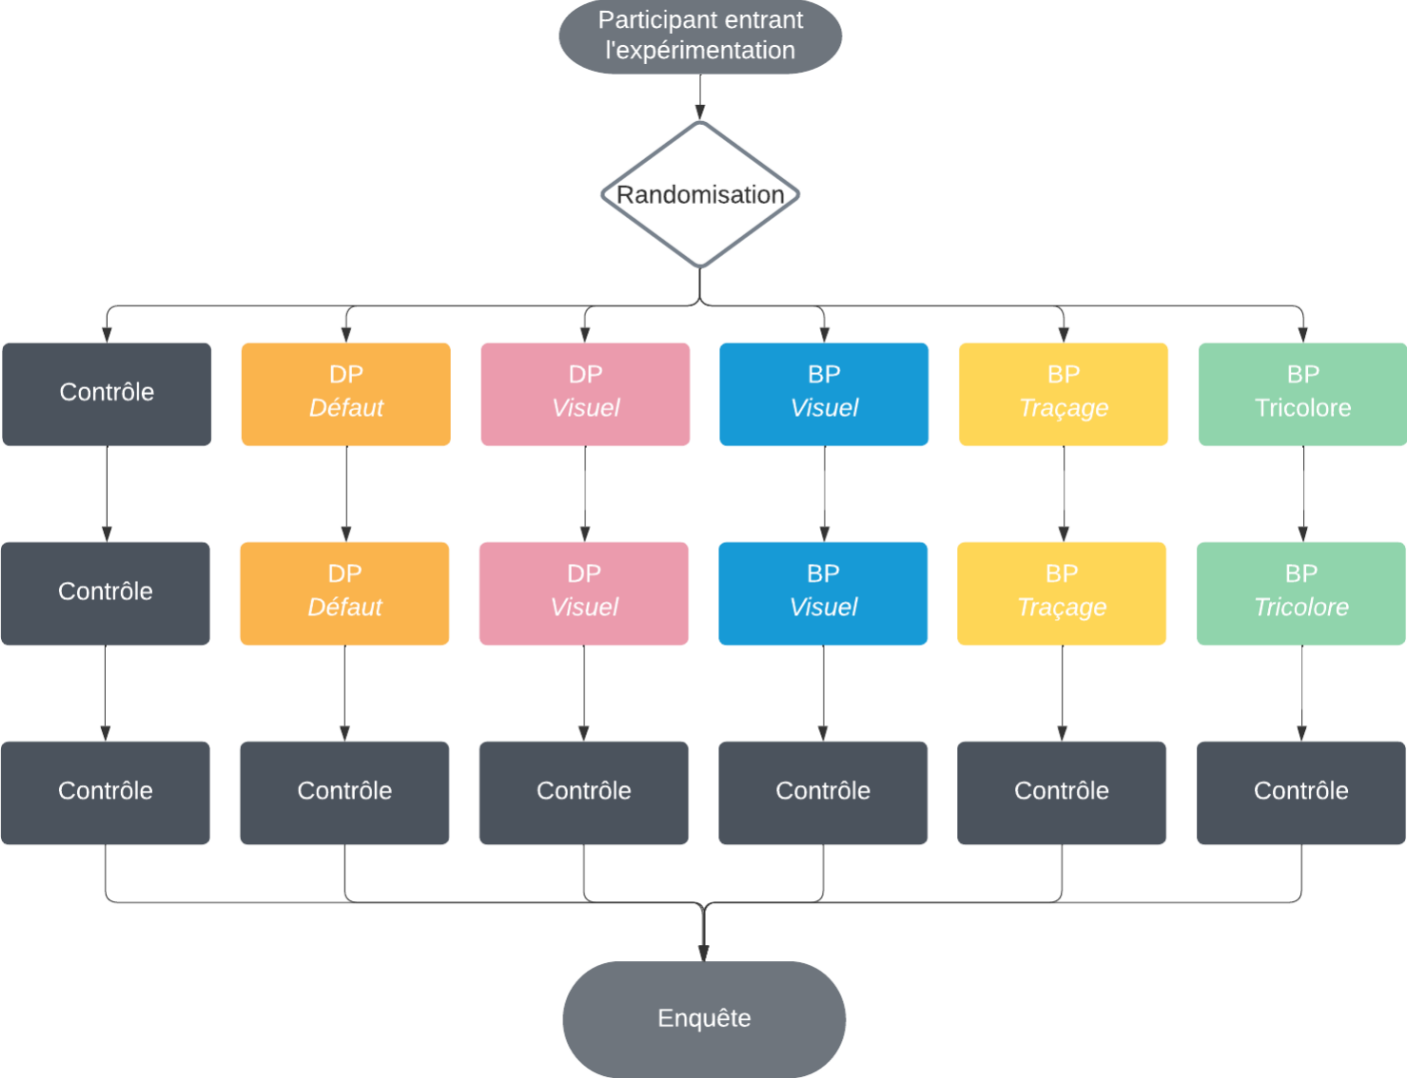 Participant entrant
l'expérimentation
Randomisation
Contrôle
DP
Défaut
DP
Visuel
BP
Visuel
BP
Traçage
BP
Tricolore
Contrôle
DP
Défaut
DP
Visuel
BP
Visuel
BP
Traçage
BP
Tricolore
Contrôle
Contrôle
Contrôle
Contrôle
Contrôle
Contrôle
Enquête